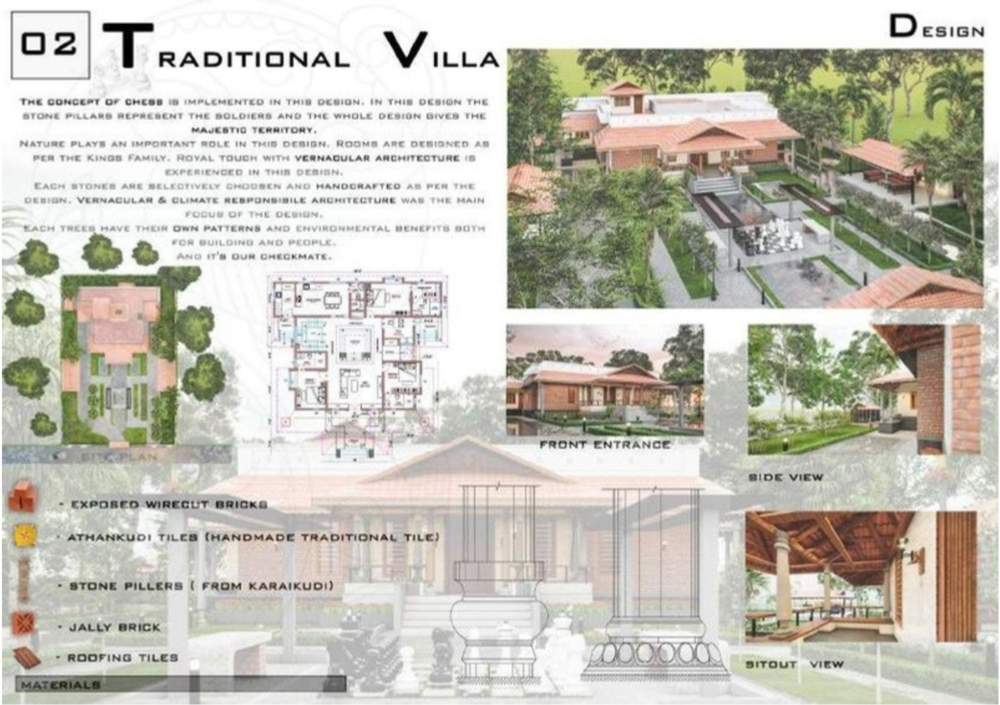 02 TRADITIONAL VILLA
DESIGN
THE CONCEPT OF CHESS IS IMPLEMENTED IN THIS DESIGN. IN THIS DESIGN THE
STONE PILLARS REPRESENT THE SOLDIERS AND THE WHOLE DESIGN GIVES THE
MAJESTIC TERRITORY.
NATURE PLAYS AN IMPORTANT ROLE IN THIS DESIGN. ROOMS ARE DESIGNED AS
PER THE KINGS FAMILY. ROYAL TOUCH WITH VERNACULAR ARCHITECTURE IS
EXPERIENCED IN THIS DESIGN.
EACH STONES ARE SELECTIVELY CHOOSEN AND HANDCRAFTED AS PER THE
DESIGN. VERNACULAR & CLIMATE RESPONSIBILE ARCHITECTURE WAS THE MAIN
FOCUS OF THE DESIGN.
EACH TREES HAVE THEIR OWN PATTERNS AND ENVIRONMENTAL BENEFITS BOTH
FOR BUILDING AND PEOPLE.
AND IT'S OUR CHECKMATE.
SITE PLAN
FRONT ENTRANCE
SIDE VIEW
- EXPOSED WIRECUT BRICKS
- ATHANKUDI TILES (HANDMADE TRADITIONAL TILE)
- STONE PILLERS ( FROM KARAIKUDI)
- JALLY BRICK
- ROOFING TILES
SITOUT VIEW
MATERIALS